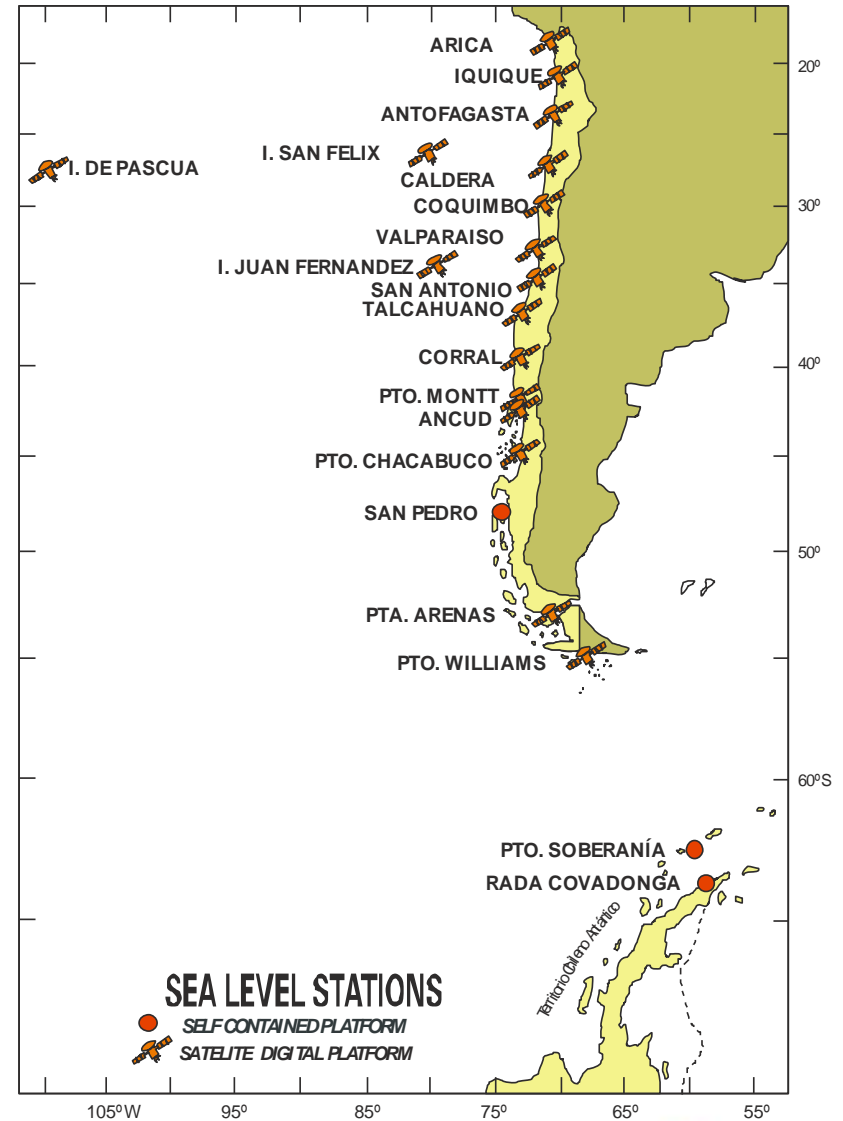 ARICA
20º
IQUIQUE
ANTOFAGASTA
I. SAN FELIX
I. DE PASCUA
CALDERA
COQUIMBO
30º
VALPARAISO
I. JUAN FERNANDEZ
SAN ANTONIO
TALCAHUANO
CORRAL
40º
PTO. MONTT
ANCUD
PTO. CHACABUCO
SAN PEDRO
50º
PTA. ARENAS
PTO. WILLIAMS
60ºS
PTO. SOBERANÍA
RADA COVADONGA
Territorio Chileno Antártico
SEA LEVEL STATIONS
SELF CONTAINED PLATFORM
SATELITE DIGITAL PLATFORM
105ºW
95º
85º
75º
65º
55º